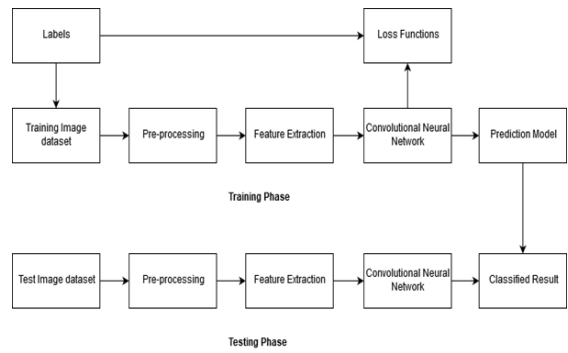 Labels
Loss Functions
Training Image
dataset
Pre-processing
Feature Extraction
Convolutional Neural
Network
Prediction Model
Training Phase
Test Image dataset
Pre-processing
Feature Extraction
Convolutional Neural
Network
Classified Result
Testing Phase